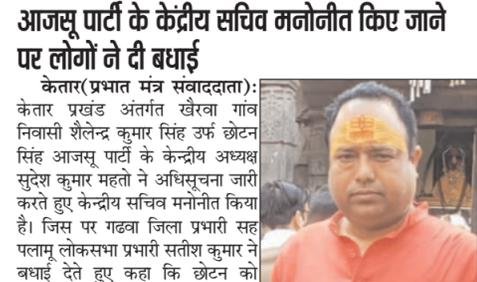 आजसू पार्टी के केंद्रीय सचिव मनोनीत किए जाने
पर लोगों ने दी बधाई
केतार(प्रभात मंत्र संवाददाता):
केतार प्रखंड अंतर्गत खैरवा गांव
निवासी शैलेन्द्र कुमार सिंह उर्फ छोटन
सिंह आजसू पार्टी के केन्द्रीय अध्यक्ष
सुदेश कुमार महतो ने अधिसूचना जारी
करते हुए केन्द्रीय सचिव मनोनीत किया
है। जिस पर गढवा जिला प्रभारी सह
पलामू लोकसभा प्रभारी सतीश कुमार ने
बधाई देते हुए कहा कि छोटन को